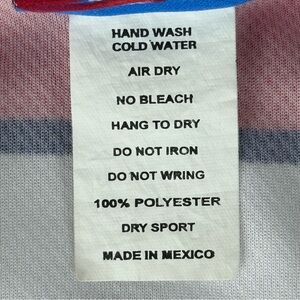 HAND WASH
COLD WATER
AIR DRY
NO BLEACH
HANG TO DRY
DO NOT IRON
DO NOT WRING
100% POLYESTER
DRY SPORT
MADE IN MEXICO